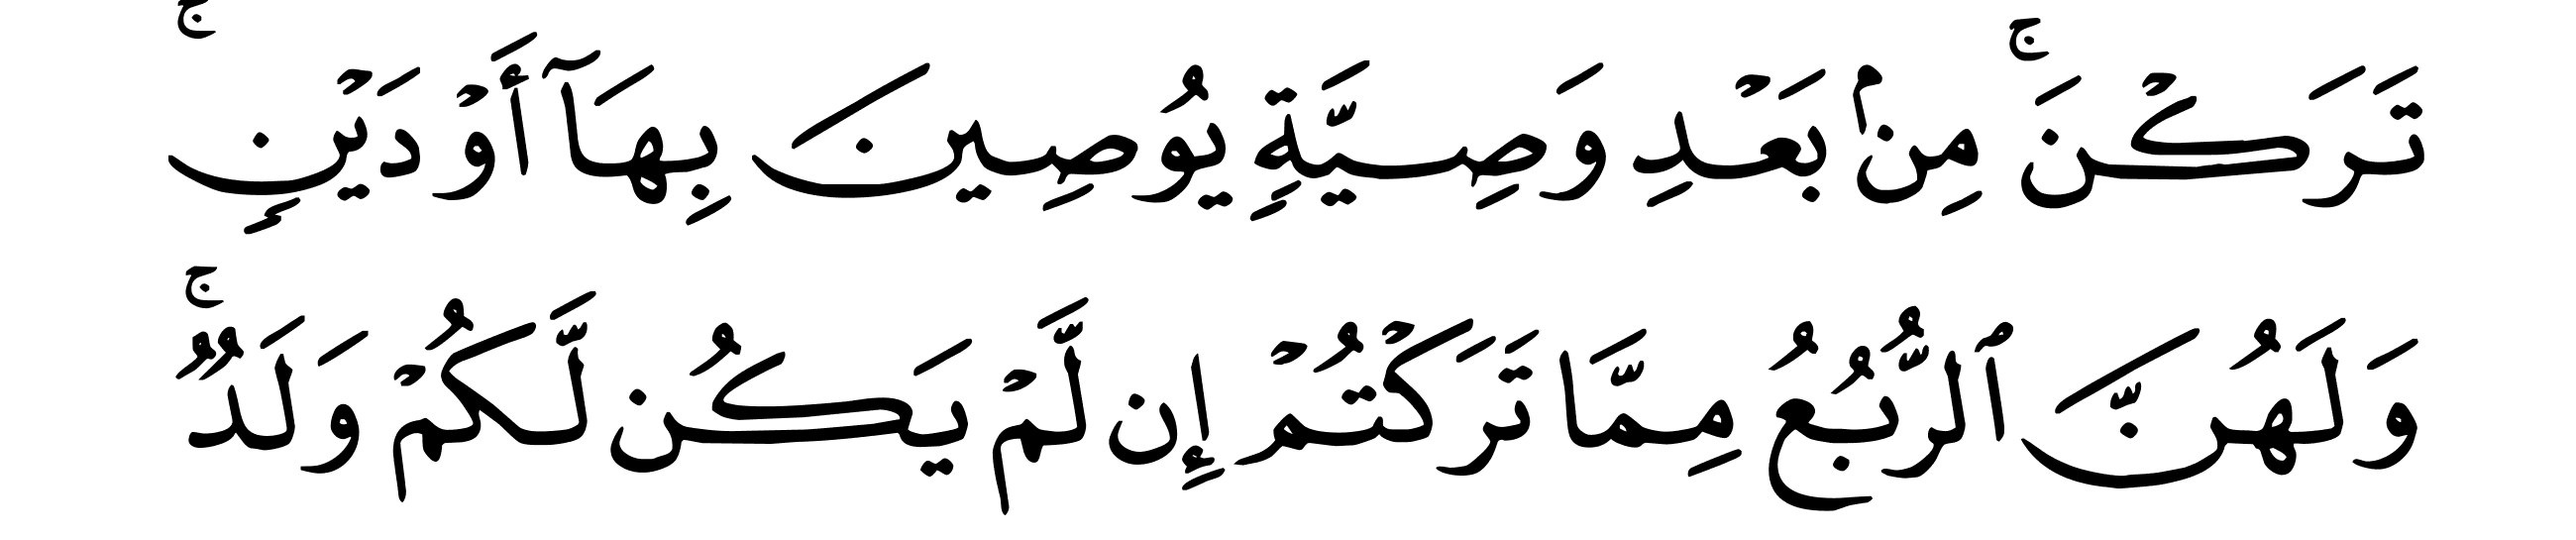 تَرَكْنَ ۚ مِنۢ بَعْدِ وَصِيَّةٍ يُوصِينَ بِهَآ أَوْ دَيْنٍ ۚ
وَلَهُنَّ ٱلرُّبُعُ مِمَّا تَرَكْتُمْ إِن لَّمْ يَكُن لَّكُمْ وَلَدٌ ۚ